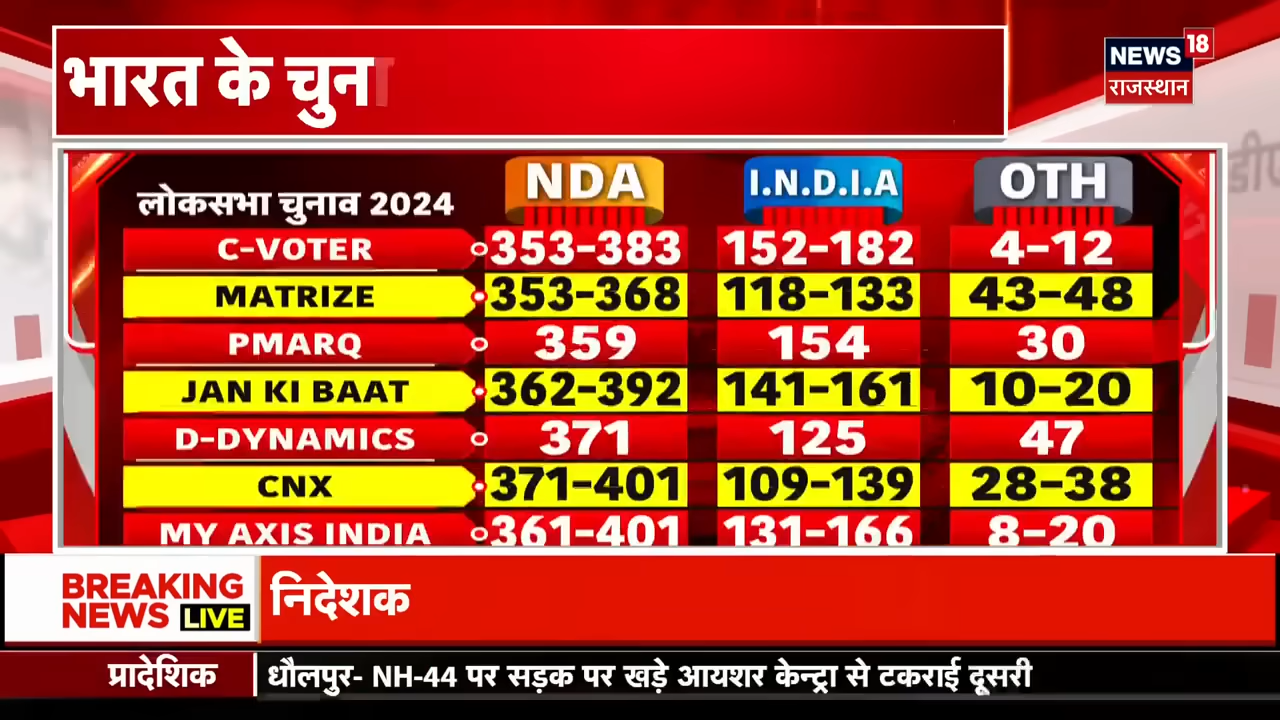 भारत के चुन
NEWS 18
राजस्थान
लोकसभा चुनाव 2024 NDA I.N.D.I.A OTH
C-VOTER 353-383 152-182 4-12
MATRIZE 353-368 118-133 43-48
PMARQ 359 154 30
JAN KI BAAT 362-392 141-161 10-20
D-DYNAMICS 371 125 47
CNX 371-401 109-139 28-38
MY AXIS INDIA 361-401 131-166 8-20
BREAKING
NEWS LIVE
निदेशक
प्रादेशिक
धौलपुर- NH-44 पर सड़क पर खड़े आयशर केन्ट्रा से टकराई दूसरी